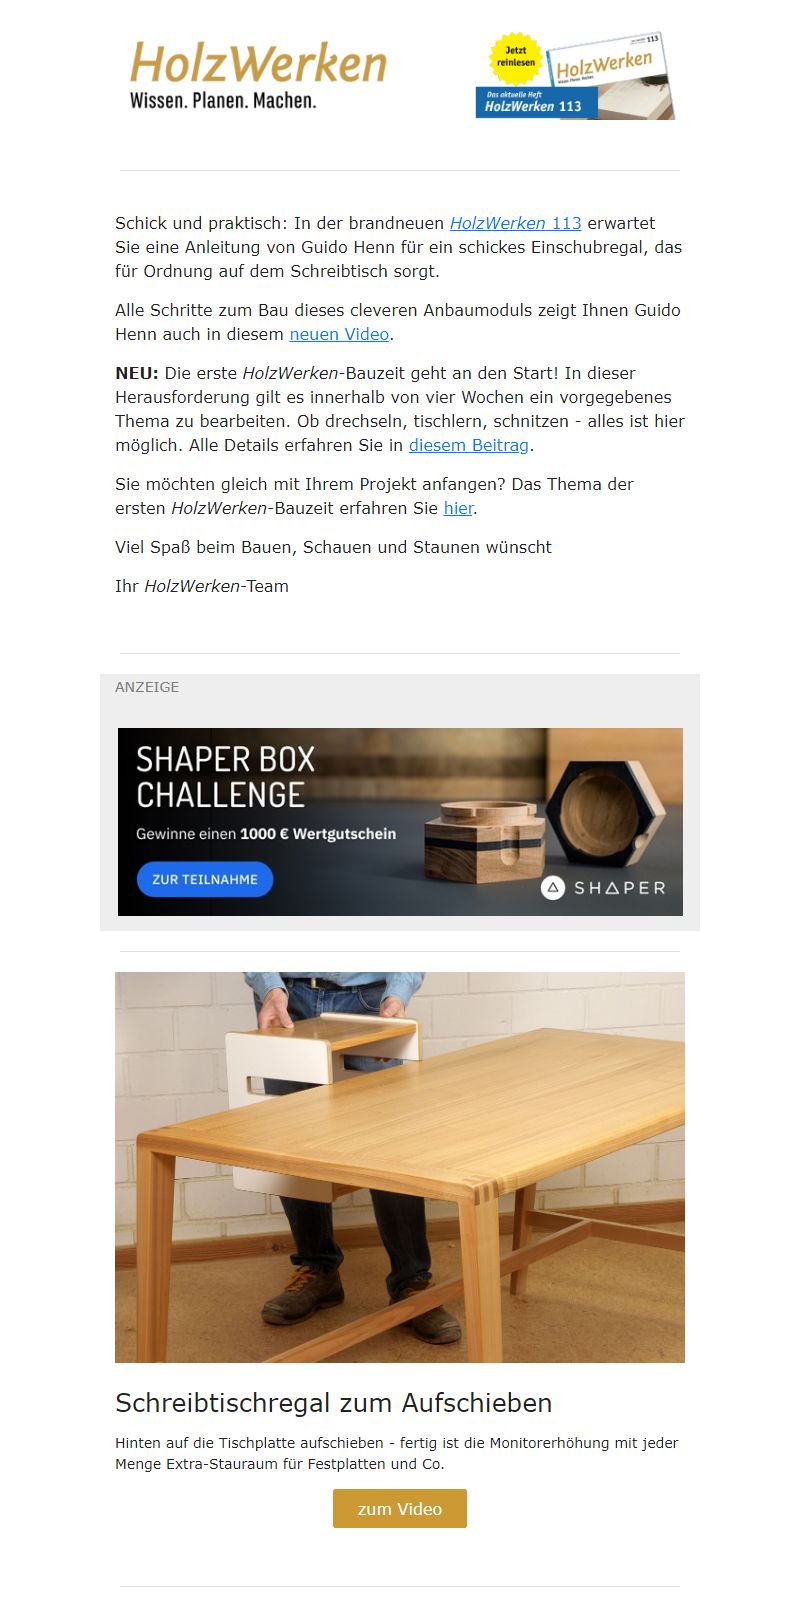 HolzWerken
Wissen. Planen. Machen.
Jetzt
reinlesen
113
HolzWerken
Wissen. Planen. Machen.
Das aktuelle Heft
HolzWerken 113
Schick und praktisch: In der brandneuen HolzWerken 113 erwartet
Sie eine Anleitung von Guido Henn für ein schickes Einschubregal, das
für Ordnung auf dem Schreibtisch sorgt.
Alle Schritte zum Bau dieses cleveren Anbaumoduls zeigt Ihnen Guido
Henn auch in diesem neuen Video.
NEU: Die erste HolzWerken-Bauzeit geht an den Start! In dieser
Herausforderung gilt es innerhalb von vier Wochen ein vorgegebenes
Thema zu bearbeiten. Ob drechseln, tischlern, schnitzen - alles ist hier
möglich. Alle Details erfahren Sie in diesem Beitrag.
Sie möchten gleich mit Ihrem Projekt anfangen? Das Thema der
ersten HolzWerken-Bauzeit erfahren Sie hier.
Viel Spaß beim Bauen, Schauen und Staunen wünscht
Ihr HolzWerken-Team
ANZEIGE
SHAPER BOX
CHALLENGE
Gewinne einen 1000 € Wertgutschein
ZUR TEILNAHME
SHAPER
Schreibtischregal zum Aufschieben
Hinten auf die Tischplatte aufschieben - fertig ist die Monitorerhöhung mit jeder
Menge Extra-Stauraum für Festplatten und Co.
zum Video